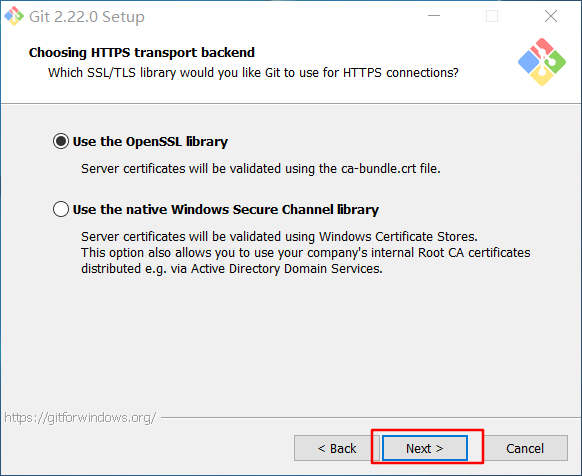 Git 2.22.0 Setup
Choosing HTTPS transport backend
Which SSL/TLS library would you like Git to use for HTTPS connections?
Use the OpenSSL library
Server certificates will be validated using the ca-bundle.crt file.
Use the native Windows Secure Channel library
Server certificates will be validated using Windows Certificate Stores.
This option also allows you to use your company's internal Root CA certificates
distributed e.g. via Active Directory Domain Services.
https://gitforwindows.org/
< Back
Next >
Cancel